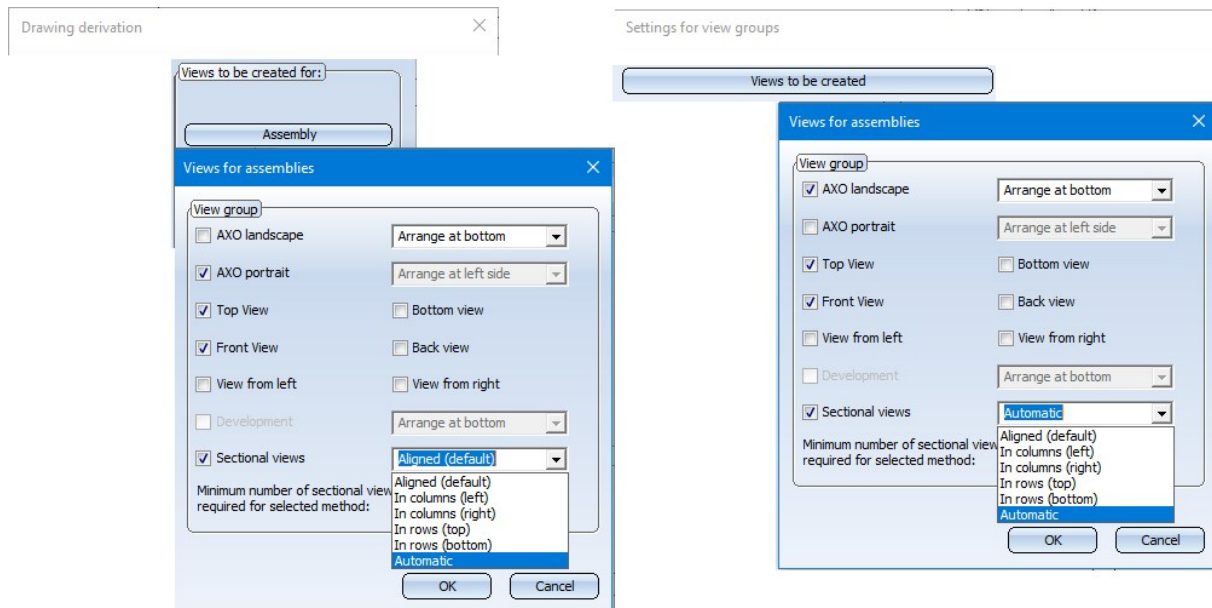 Drawing derivation
Views to be created for:
Assembly
Views for assemblies
View group
AXO landscape Arrange at bottom
AXO portrait Arrange at left side
Top View Bottom view
Front View Back view
View from left View from right
Development Arrange at bottom
Sectional views Aligned (default)
Minimum number of sectional view
required for selected method:
Aligned (default)
In columns (left)
In columns (right)
In rows (top)
In rows (bottom)
Automatic
OK Cancel
Settings for view groups
Views to be created
Views for assemblies
View group
AXO landscape Arrange at bottom
AXO portrait Arrange at left side
Top View Bottom view
Front View Back view
View from left View from right
Development Arrange at bottom
Sectional views Automatic
Minimum number of sectional view
required for selected method:
Aligned (default)
In columns (left)
In columns (right)
In rows (top)
In rows (bottom)
Automatic
OK Cancel